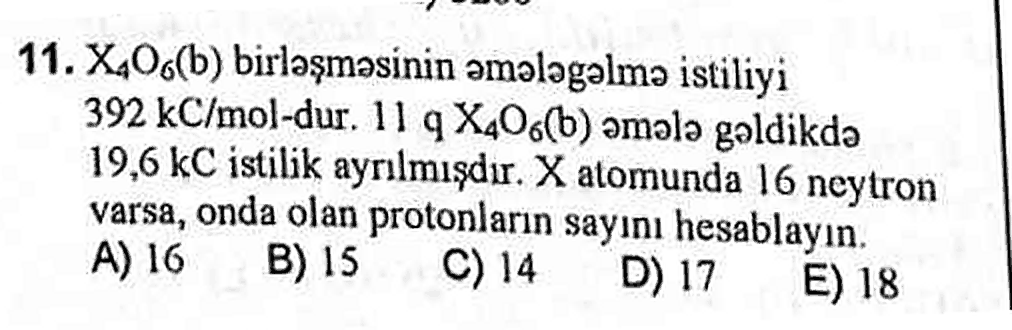 11. X₄O₆(b) birləşməsinin əmələgəlmə istiliyi
392 kC/mol-dur. 11 q X₄O₆(b) əmələ gəldikdə
19,6 kC istilik ayrılmışdır. X atomunda 16 neytron
varsa, onda olan protonların sayını hesablayın.
A) 16 B) 15 C) 14 D) 17 E) 18